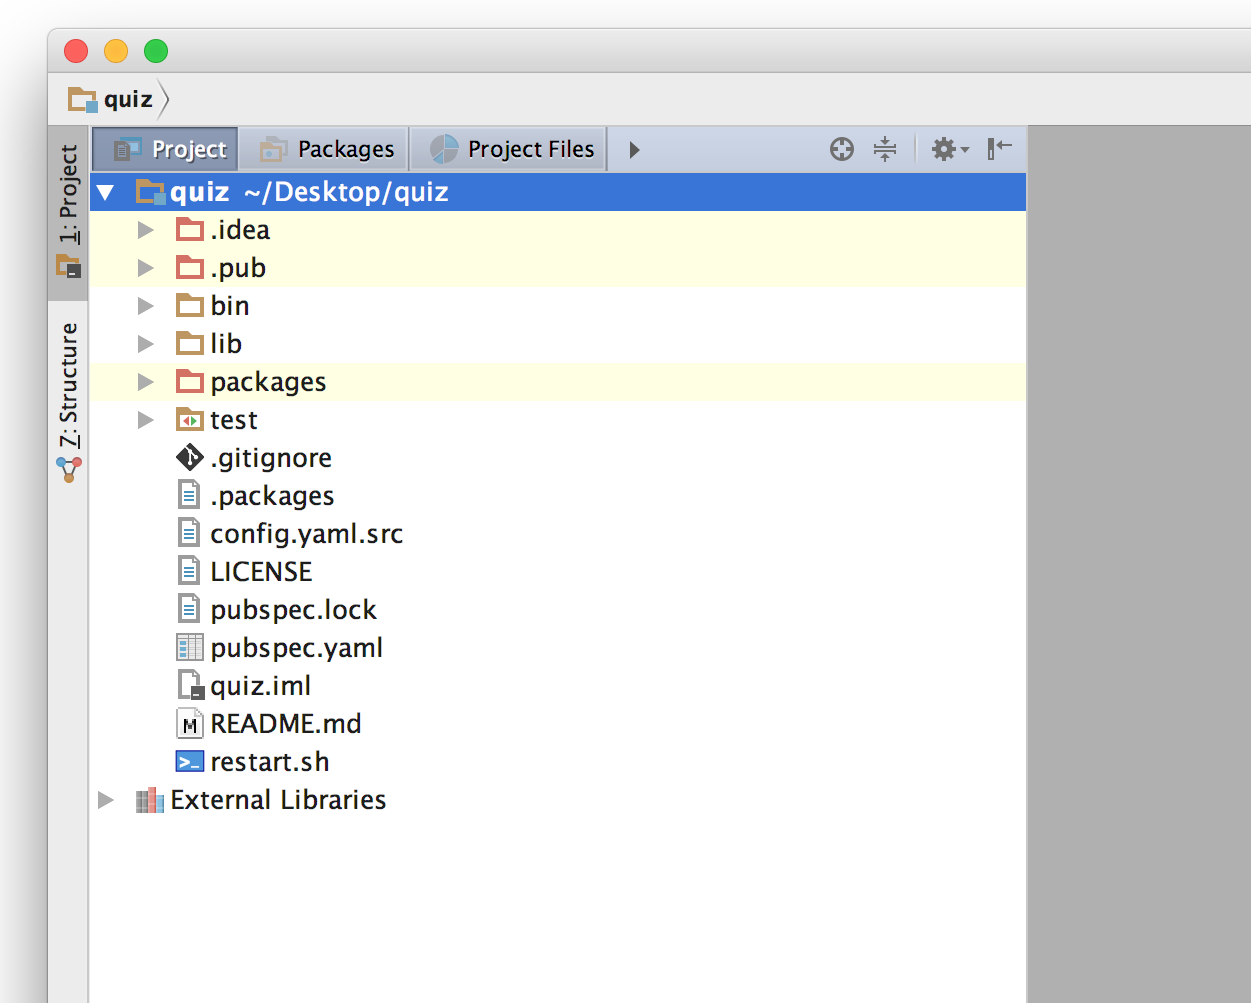 quiz
Project Packages Project Files
1: Project
7: Structure
quiz ~/Desktop/quiz
.idea
.pub
bin
lib
packages
test
.gitignore
.packages
config.yaml.src
LICENSE
pubspec.lock
pubspec.yaml
quiz.iml
README.md
restart.sh
External Libraries